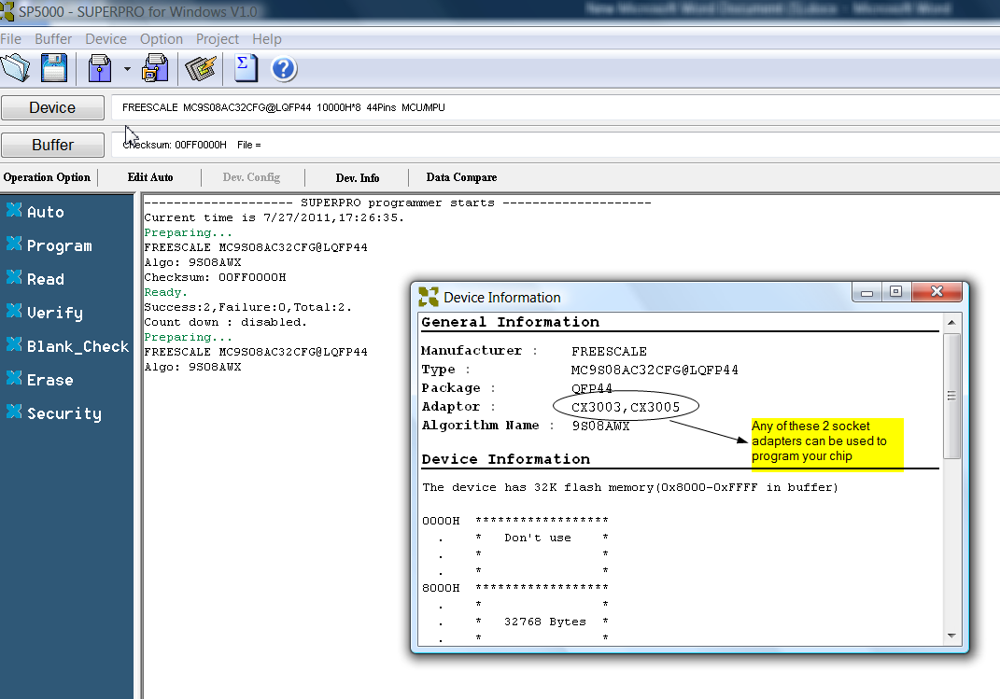 SP5000 - SUPERPRO for Windows V1.0
New Microsoft Word Document (5).docx - Microsoft Word
File Buffer Device Option Project Help
Device FREESCALE MC9S08AC32CFG@LQFP44 10000H*8 44Pins MCU/MPU
Buffer Checksum: 00FF0000H File =
Operation Option Edit Auto Dev. Config Dev. Info Data Compare
Auto
Program
Read
Verify
Blank_Check
Erase
Security
-------------------- SUPERPRO programmer starts --------------------
Current time is 7/27/2011,17:26:35.
Preparing...
FREESCALE MC9S08AC32CFG@LQFP44
Algo: 9S08AWX
Checksum: 00FF0000H
Ready.
Success:2,Failure:0,Total:2.
Count down : disabled.
Preparing...
FREESCALE MC9S08AC32CFG@LQFP44
Algo: 9S08AWX
Device Information
General Information
Manufacturer : FREESCALE
Type : MC9S08AC32CFG@LQFP44
Package : QFP44
Adaptor : CX3003,CX3005
Algorithm Name : 9S08AWX
Any of these 2 socket
adapters can be used to
program your chip
Device Information
The device has 32K flash memory(0x8000-0xFFFF in buffer)
0000H ******************
. * Don't use *
. * *
. * *
8000H ******************
. * *
. * 32768 Bytes *
. * *